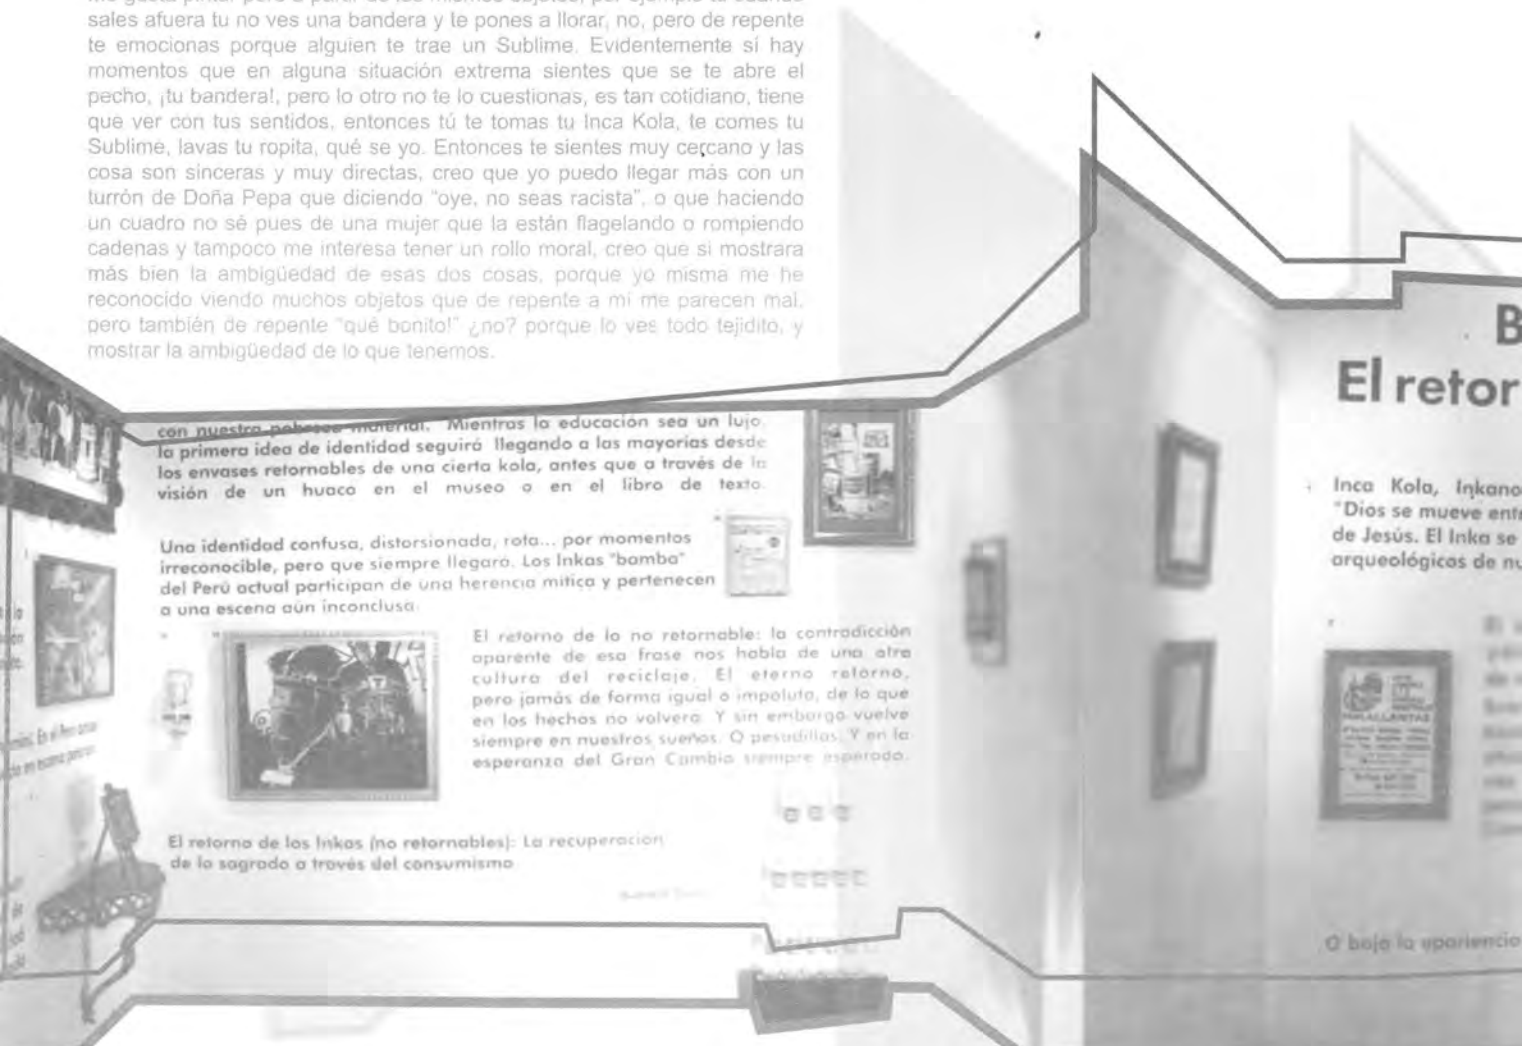 sales afuera tu no ves una bandera y te pones a llorar, no, pero de repente
te emocionas porque alguien te trae un Sublime. Evidentemente sí hay
momentos que en alguna situación extrema sientes que se te abre el
pecho, ¡tu bandera!, pero lo otro no te lo cuestionas, es tan cotidiano, tiene
que ver con tus sentidos, entonces tú te tomas tu Inca Kola, te comes tu
Sublime, lavas tu ropita, qué se yo. Entonces te sientes muy cercano y las
cosa son sinceras y muy directas, creo que yo puedo llegar más con un
turrón de Doña Pepa que diciendo "oye, no seas racista", o que haciendo
un cuadro no sé pues de una mujer que la están flagelando o rompiendo
cadenas y tampoco me interesa tener un rollo moral, creo que si mostrara
más bien la ambigüedad de esas dos cosas, porque yo misma me he
reconocido viendo muchos objetos que de repente a mí me parecen mal,
pero también de repente "qué bonito!" ¿no? porque lo ves todo tejidito, y
mostrar la ambigüedad de lo que tenemos.
con nuestra pobreza material. Mientras la educación sea un lujo
la primera idea de identidad seguirá llegando a las mayorías desde
los envases retornables de una cierta kola, antes que a través de la
visión de un huaco en el museo o en el libro de texto.
Una identidad confusa, distorsionada, rota... por momentos
irreconocible, pero que siempre llegará. Los Inkas "bamba"
del Perú actual participan de una herencia mítica y pertenecen
a una escena aún inconclusa.
El retorno de lo no retornable: la contradicción
aparente de esa frase nos habla de una otra
cultura del reciclaje. El eterno retorno,
pero jamás de forma igual o impoluta, de lo que
en los hechos no volverá. Y sin embargo vuelve
siempre en nuestros sueños. O pesadillas. Y en la
esperanza del Gran Cambio siempre esperado.
El retorno de los Inkas (no retornables): La recuperación
de lo sagrado a través del consumismo
B
El retor
Inca Kola, Inkano
"Dios se mueve entr
de Jesús. El Inka se
arqueológicos de nu
O bajo la apariencia